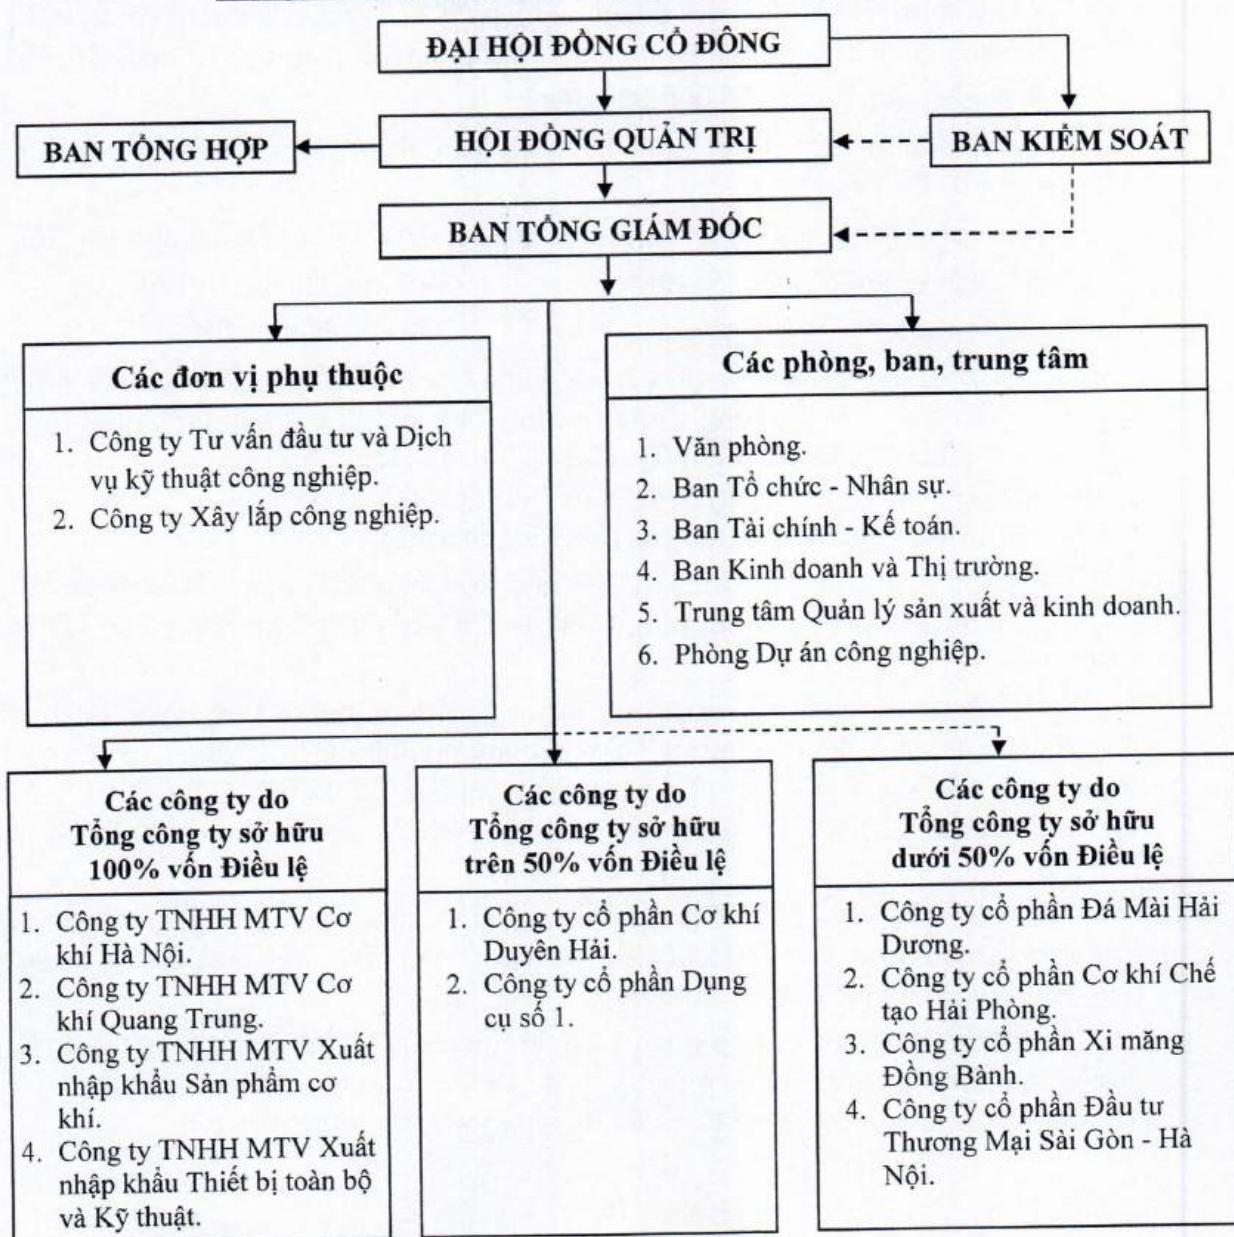 ĐẠI HỘI ĐỒNG CỔ ĐÔNG
BAN TỔNG HỢP
HỘI ĐỒNG QUẢN TRỊ
BAN KIỂM SOÁT
BAN TỔNG GIÁM ĐỐC
Các đơn vị phụ thuộc
1. Công ty Tư vấn đầu tư và Dịch
vụ kỹ thuật công nghiệp.
2. Công ty Xây lắp công nghiệp.
Các phòng, ban, trung tâm
1. Văn phòng.
2. Ban Tổ chức - Nhân sự.
3. Ban Tài chính - Kế toán.
4. Ban Kinh doanh và Thị trường.
5. Trung tâm Quản lý sản xuất và kinh doanh.
6. Phòng Dự án công nghiệp.
Các công ty do
Tổng công ty sở hữu
100% vốn Điều lệ
1. Công ty TNHH MTV Cơ
khí Hà Nội.
2. Công ty TNHH MTV Cơ
khí Quang Trung.
3. Công ty TNHH MTV Xuất
nhập khẩu Sản phẩm cơ
khí.
4. Công ty TNHH MTV Xuất
nhập khẩu Thiết bị toàn bộ
và Kỹ thuật.
Các công ty do
Tổng công ty sở hữu
trên 50% vốn Điều lệ
1. Công ty cổ phần Cơ khí
Duyên Hải.
2. Công ty cổ phần Dụng
cụ số 1.
Các công ty do
Tổng công ty sở hữu
dưới 50% vốn Điều lệ
1. Công ty cổ phần Đá Mài Hải
Dương.
2. Công ty cổ phần Cơ khí Chế
tạo Hải Phòng.
3. Công ty cổ phần Xi măng
Đồng Bành.
4. Công ty cổ phần Đầu tư
Thương Mại Sài Gòn - Hà
Nội.